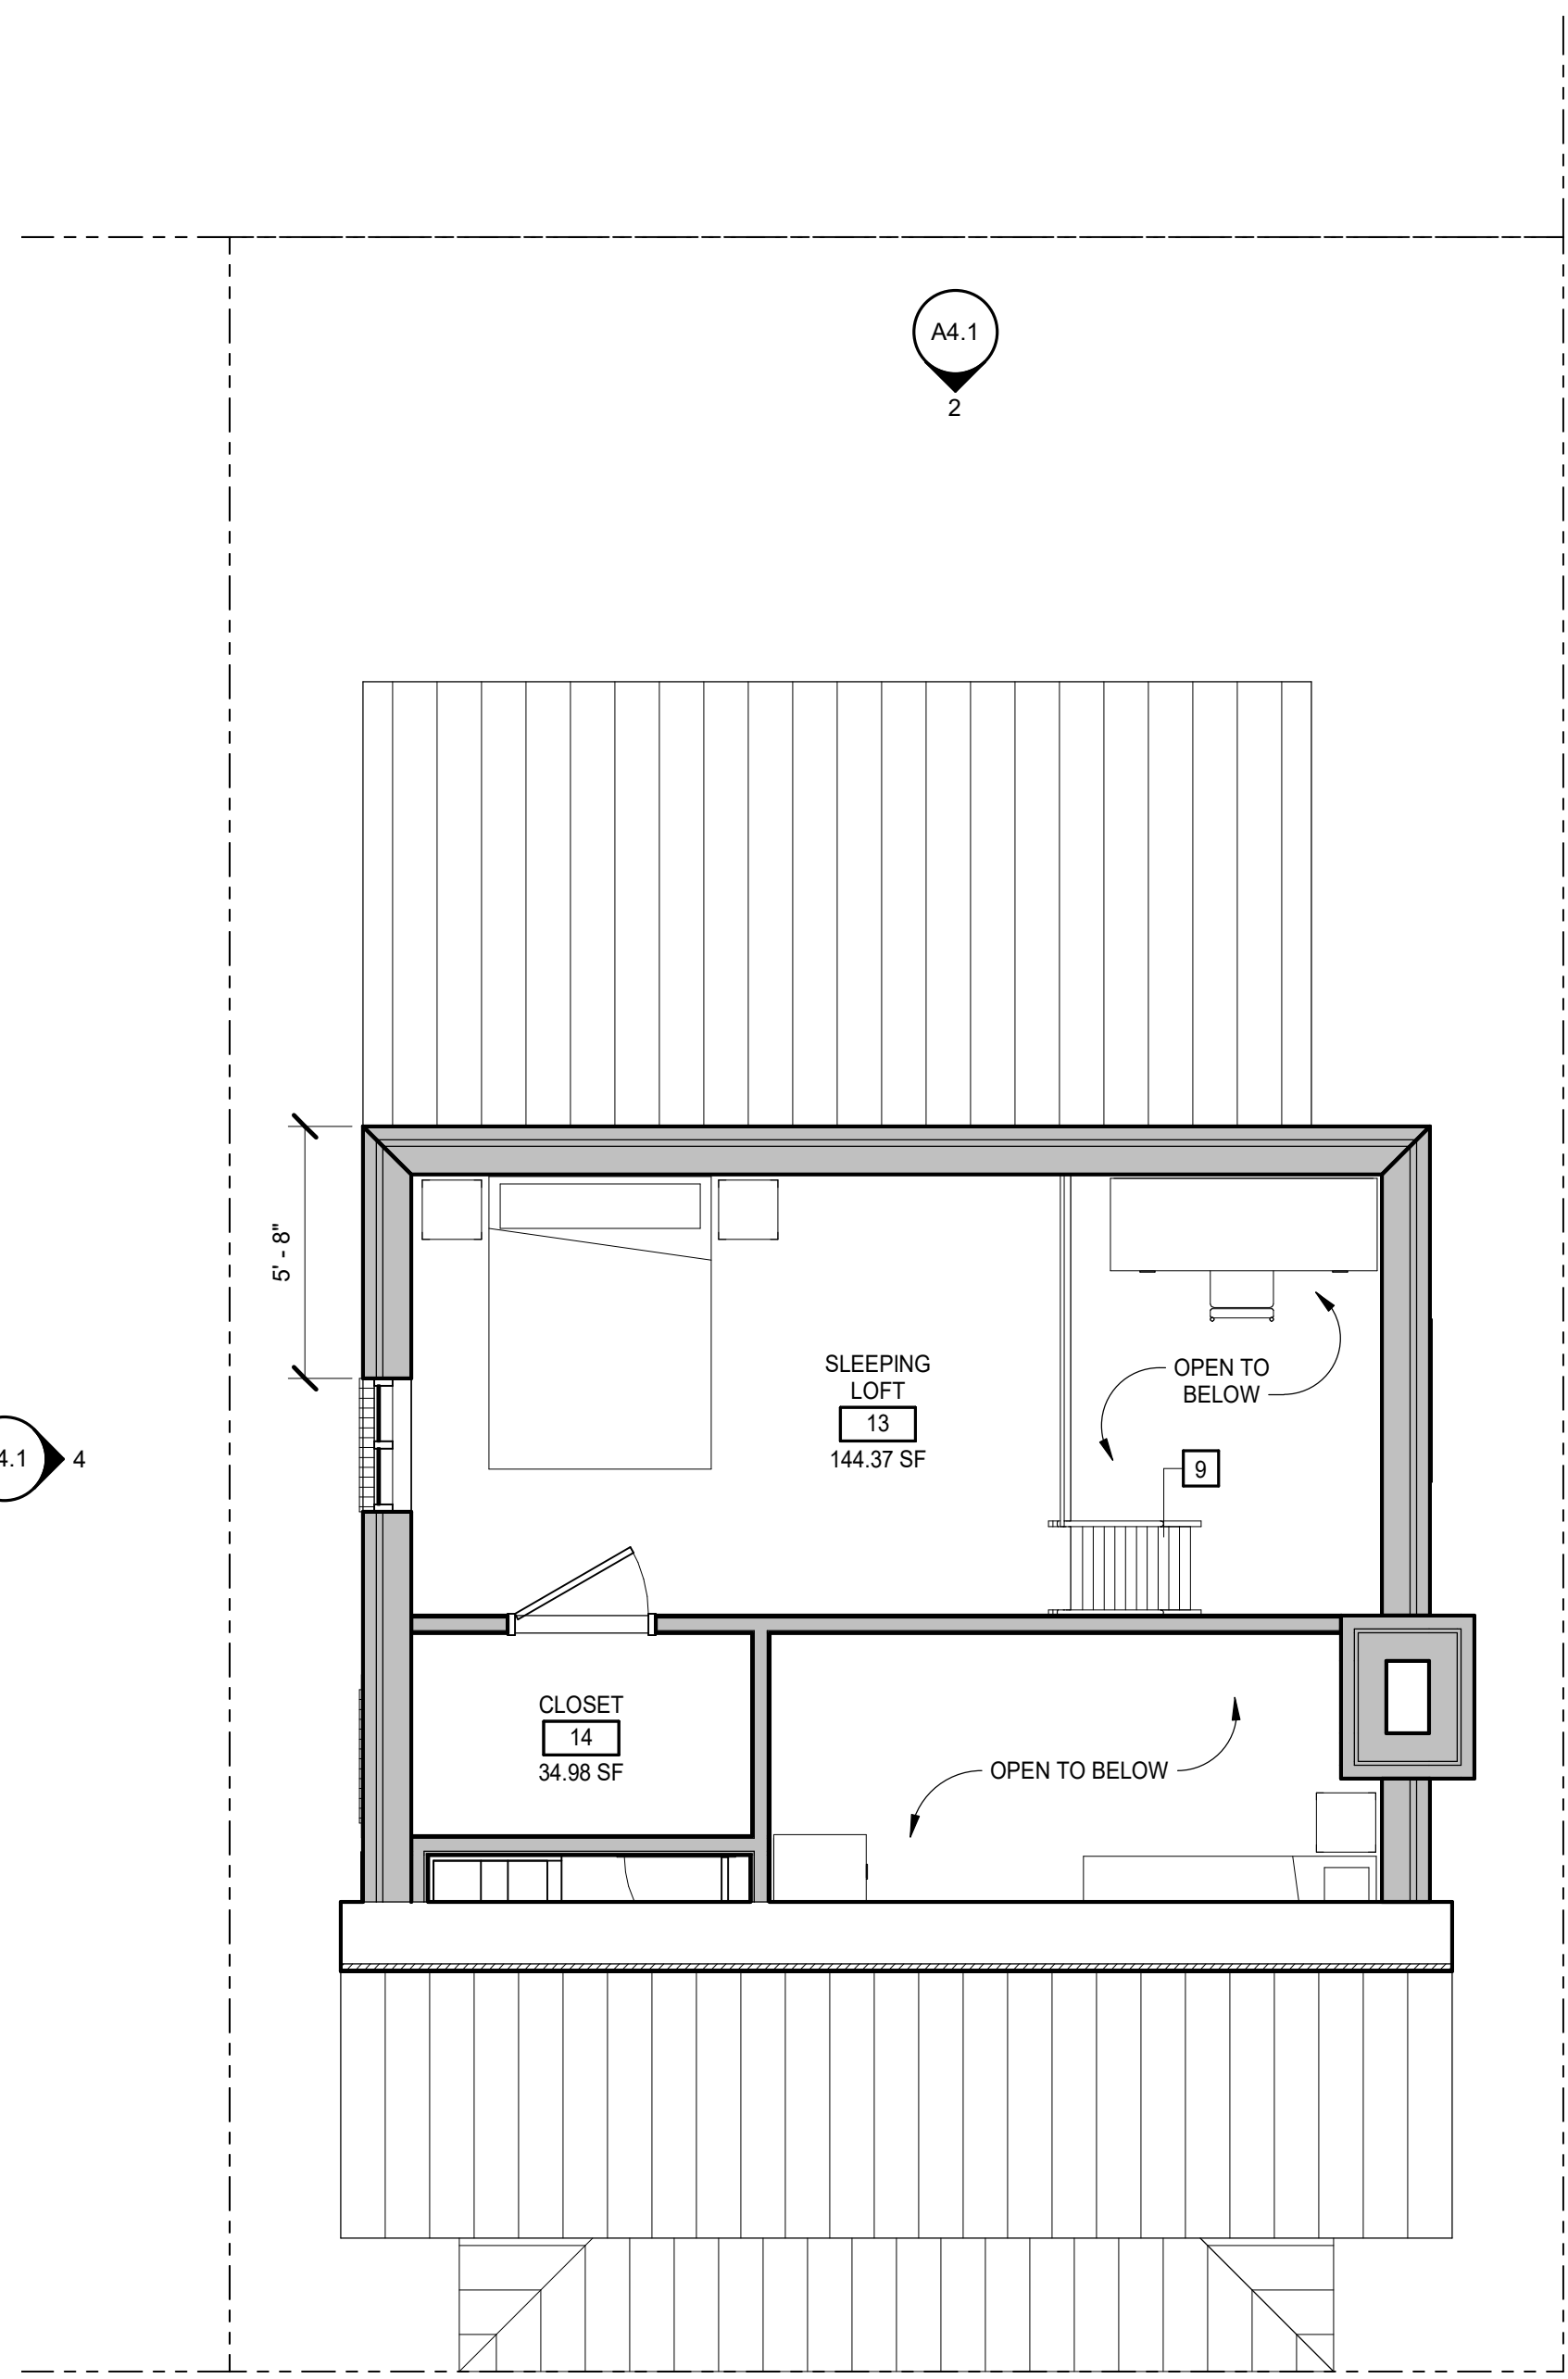 A4.1
2
5' - 8"
SLEEPING
LOFT
13
144.37 SF
OPEN TO
BELOW
4.1
4
9
CLOSET
14
34.98 SF
OPEN TO BELOW